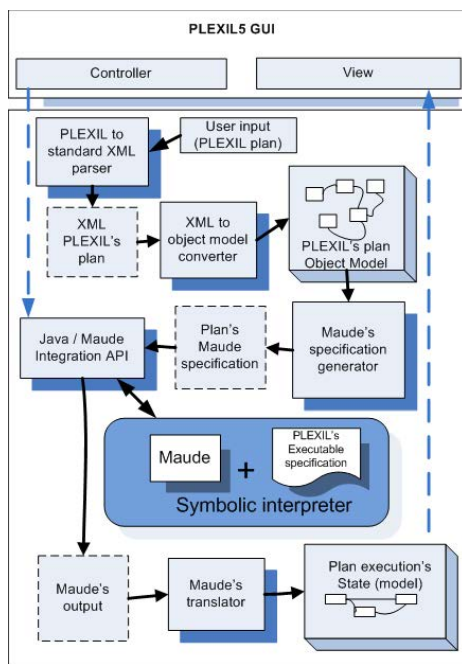 PLEXIL5 GUI
Controller
View
PLEXIL to
standard XML
parser
User input
(PLEXIL plan)
XML
PLEXIL's
plan
XML to
object model
converter
PLEXIL's plan
Object Model
Java / Maude
Integration API
Plan's
Maude
specification
Maude's
specification
generator
Maude
+
PLEXIL's
Executable
specification
Symbolic interpreter
Maude's
output
Maude's
translator
Plan execution's
State (model)